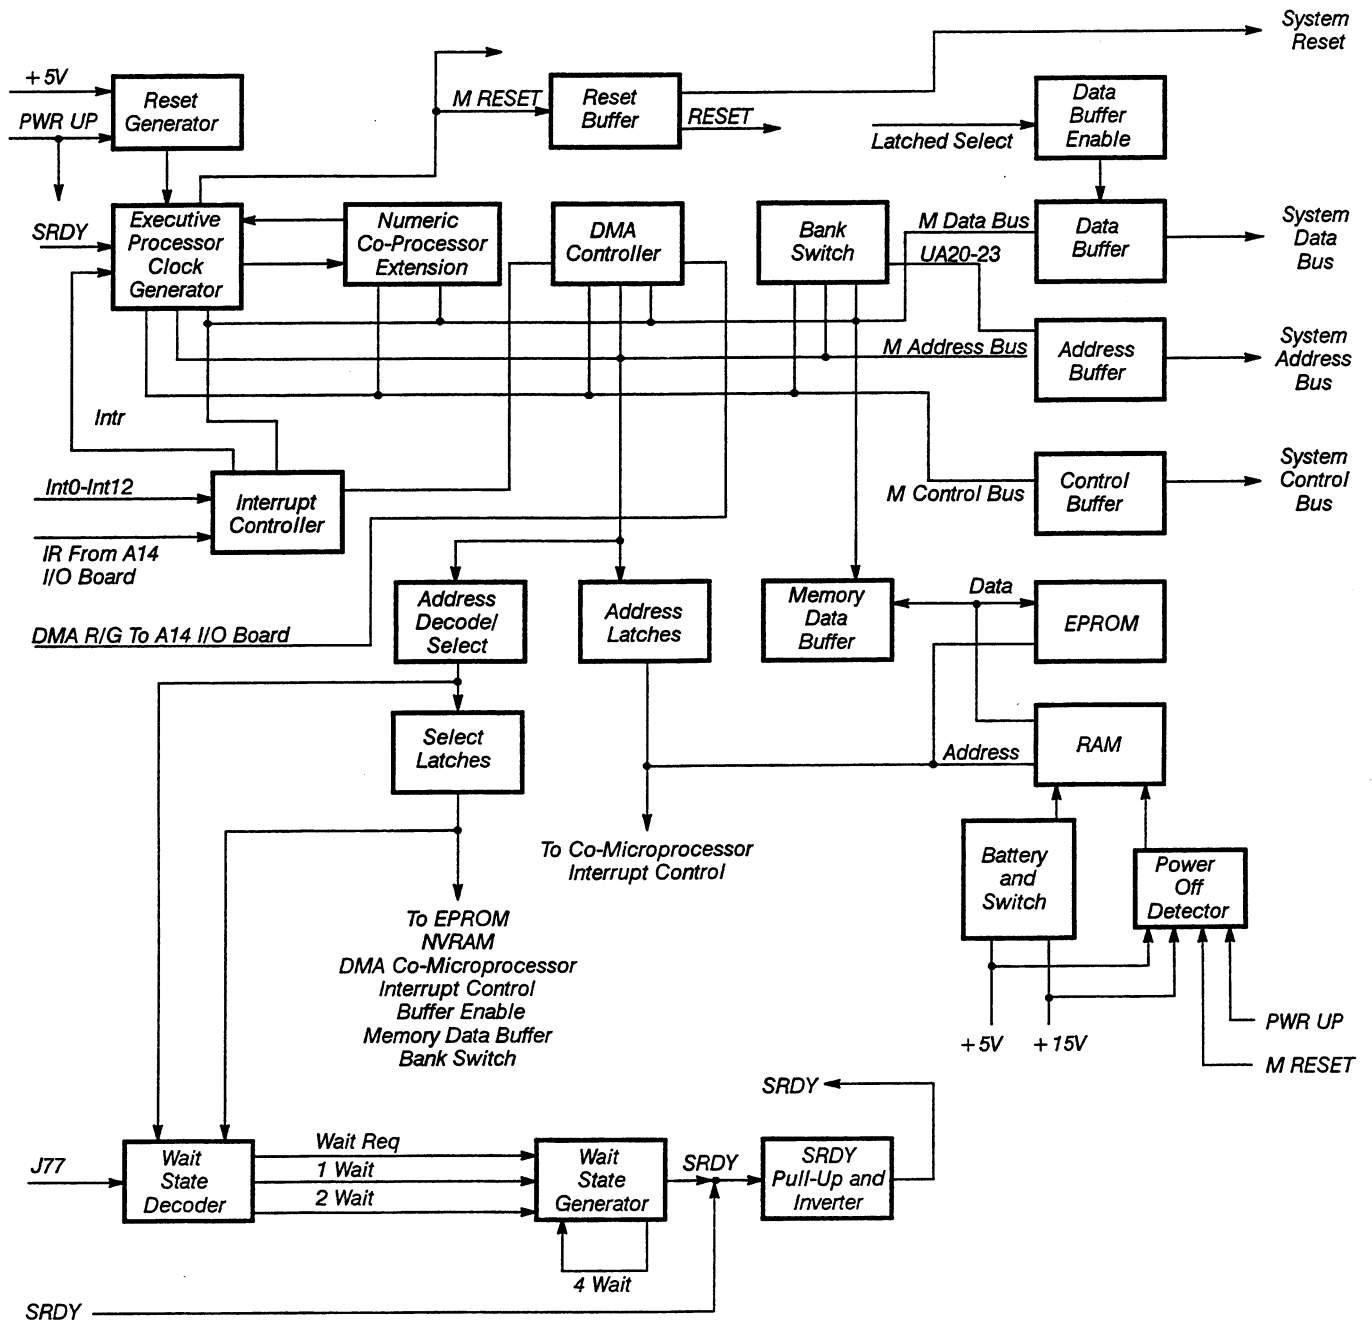 System
Reset
+5V
Reset
Generator
PWR UP
M RESET
Reset
Buffer
RESET
Latched Select
Data
Buffer
Enable
SRDY
Executive
Processor
Clock
Generator
Numeric
Co-Processor
Extension
DMA
Controller
Bank
Switch
M Data Bus
UA20-23
Data
Buffer
System
Data
Bus
M Address Bus
Address
Buffer
System
Address
Bus
Intr
Int0-Int12
Interrupt
Controller
IR From A14
I/O Board
M Control Bus
Control
Buffer
System
Control
Bus
DMA R/G To A14 I/O Board
Address
Decode/
Select
Address
Latches
Memory
Data
Buffer
Data
EPROM
Select
Latches
Address
RAM
To Co-Microprocessor
Interrupt Control
Battery
and
Switch
Power
Off
Detector
To EPROM
NVRAM
DMA Co-Microprocessor
Interrupt Control
Buffer Enable
Memory Data Buffer
Bank Switch
+5V
+15V
PWR UP
M RESET
SRDY
J77
Wait
State
Decoder
Wait Req
1 Wait
2 Wait
Wait
State
Generator
4 Wait
SRDY
SRDY
Pull-Up and
Inverter
SRDY